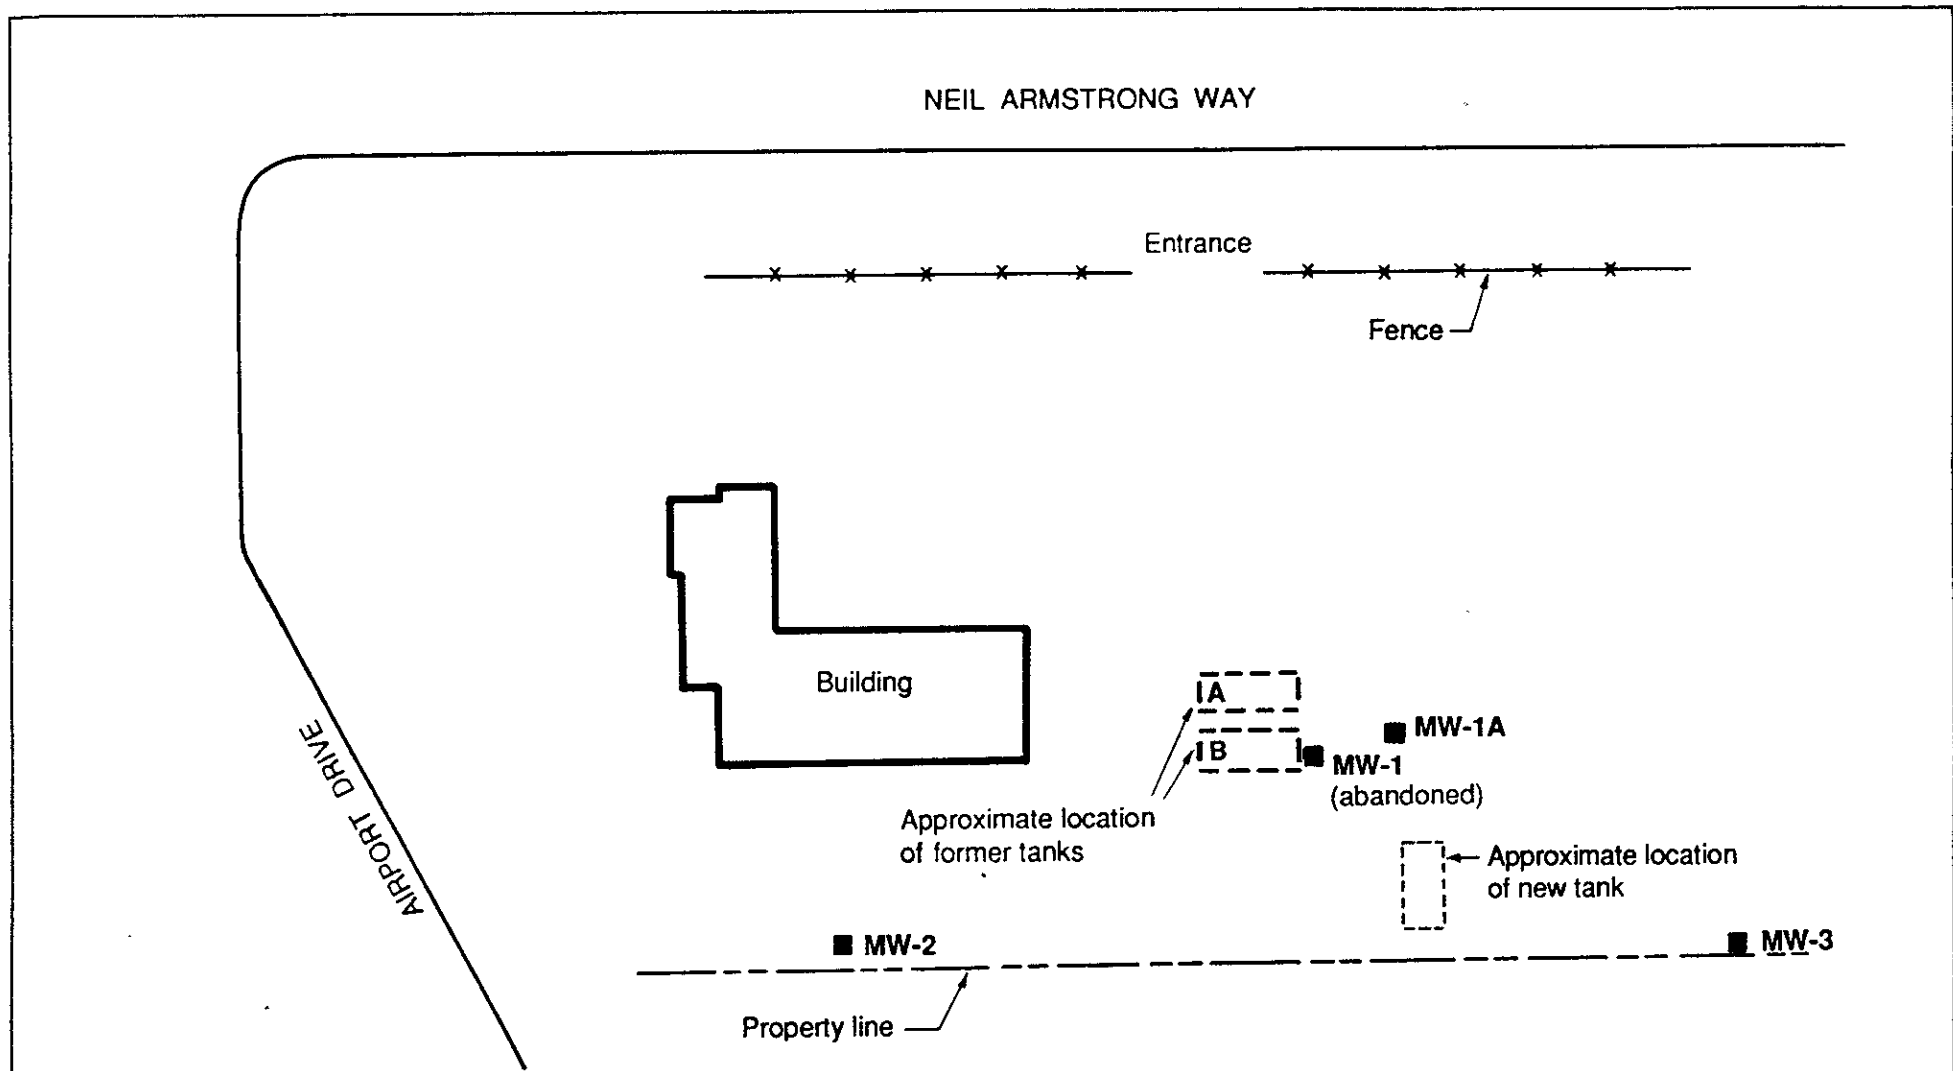 NEIL ARMSTRONG WAY
Entrance
Fence
Building
A
B
MW-1A
MW-1
(abandoned)
AIRPORT DRIVE
Approximate location
of former tanks
Approximate location
of new tank
MW-2
MW-3
Property line